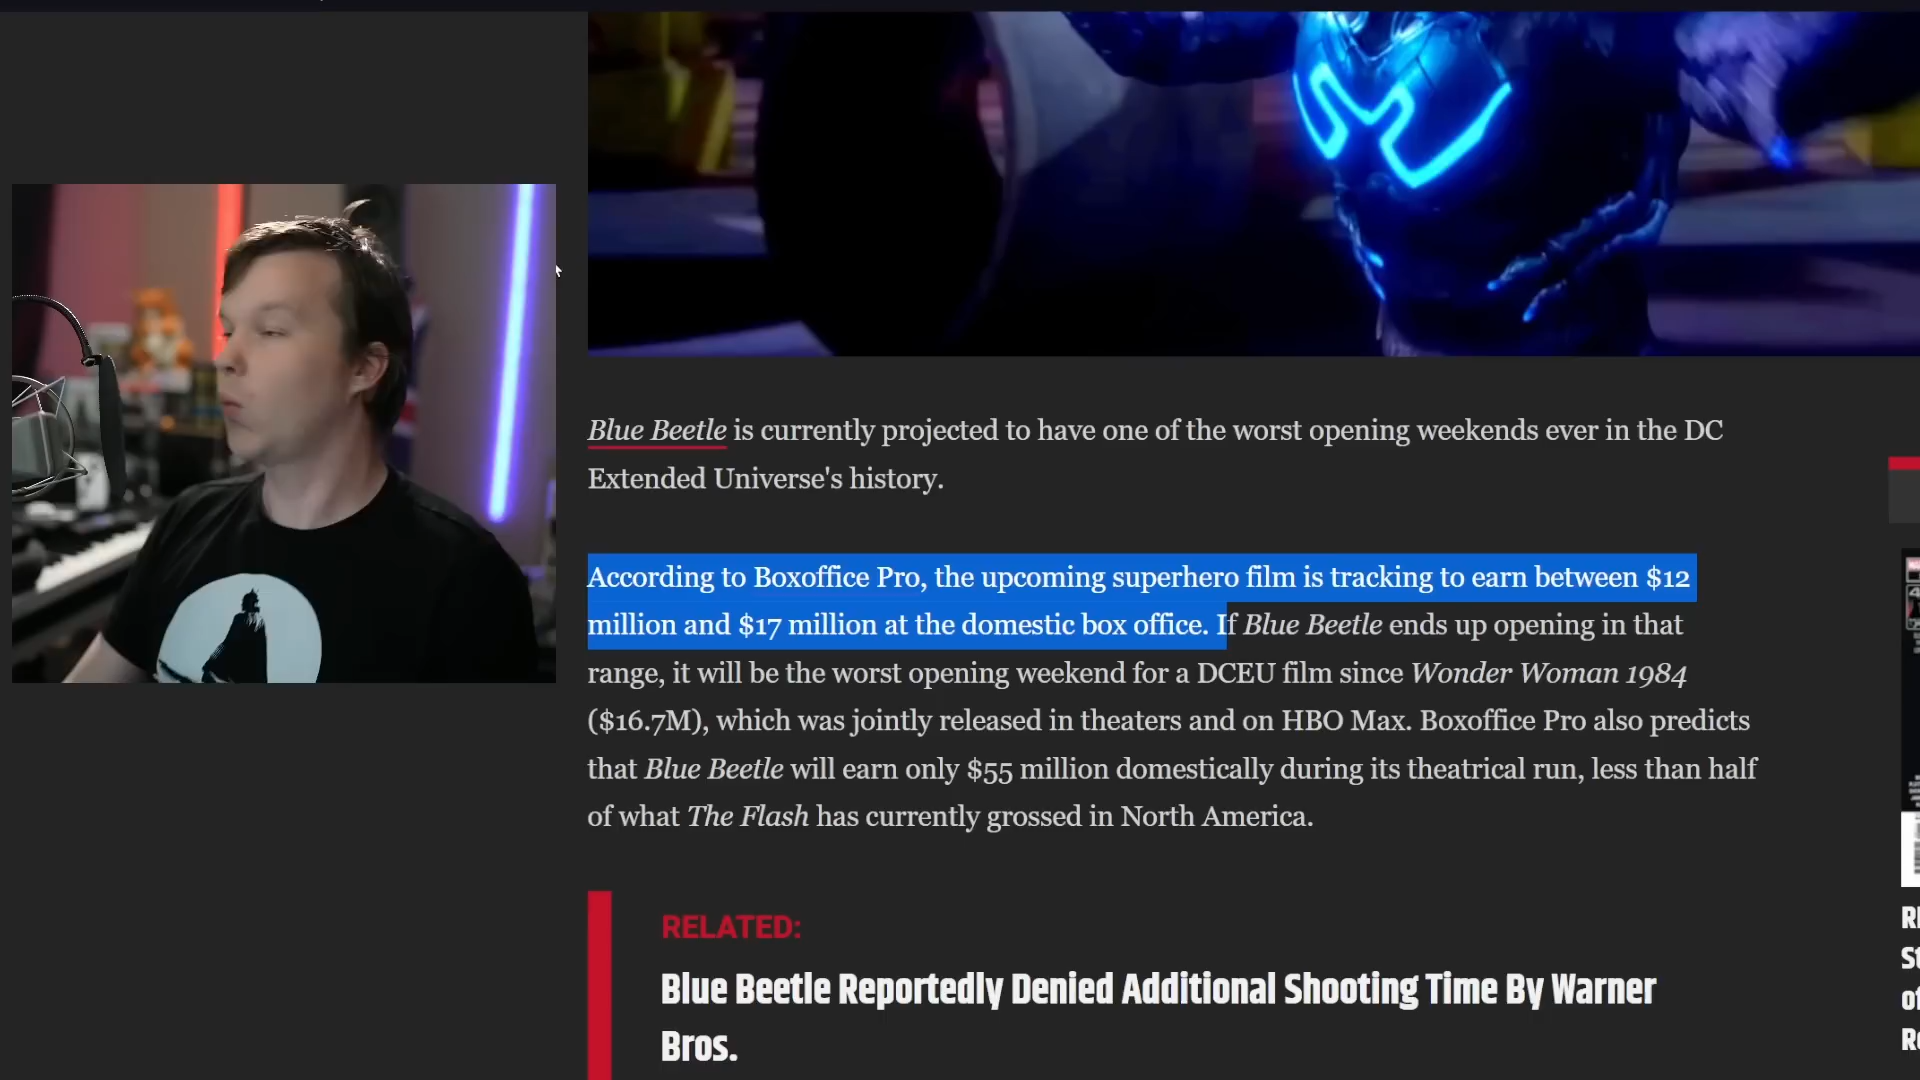 Blue Beetle is currently projected to have one of the worst opening weekends ever in the DC
Extended Universe's history.
According to Boxoffice Pro, the upcoming superhero film is tracking to earn between $12
million and $17 million at the domestic box office. If Blue Beetle ends up opening in that
range, it will be the worst opening weekend for a DCEU film since Wonder Woman 1984
($16.7M), which was jointly released in theaters and on HBO Max. Boxoffice Pro also predicts
that Blue Beetle will earn only $55 million domestically during its theatrical run, less than half
of what The Flash has currently grossed in North America.
RELATED:
Blue Beetle Reportedly Denied Additional Shooting Time By Warner
Bros.